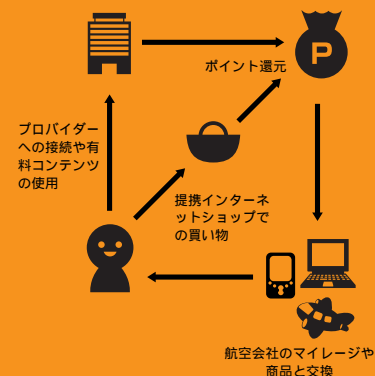 P
ポイント還元
プロバイダー
への接続や有
料コンテンツ
の使用
提携インターネ
ットショップで
の買い物
航空会社のマイレージや
商品と交換